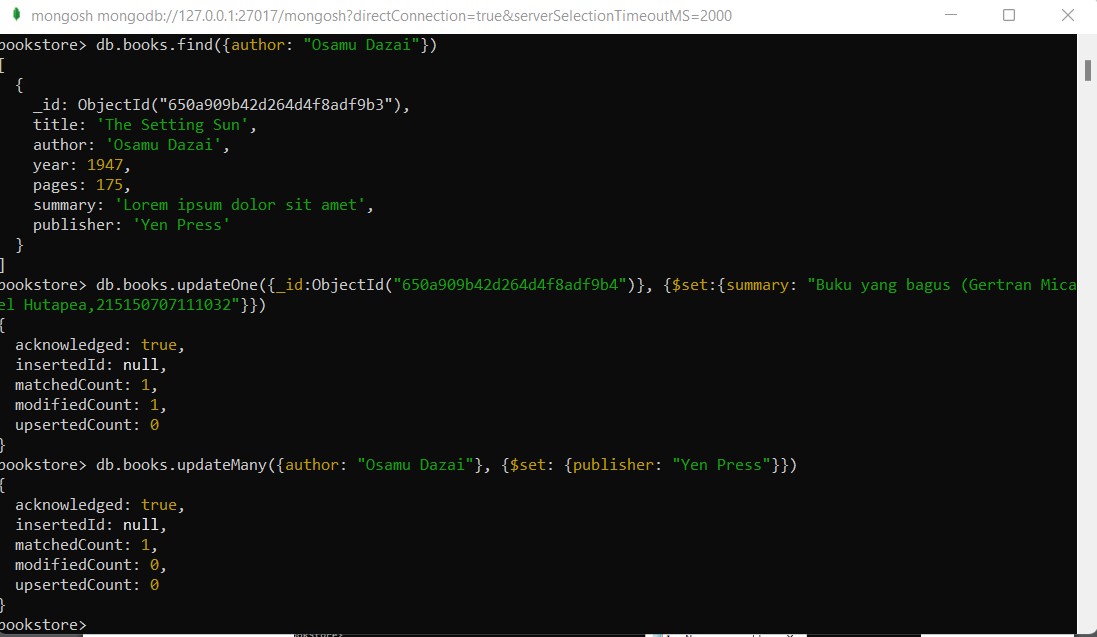 mongosh mongodb://127.0.0.1:27017/mongosh?directConnection=true&serverSelectionTimeoutMS=2000
bookstore> db.books.find({author: "Osamu Dazai"})
[
  {
    _id: ObjectId("650a909b42d264d4f8adf9b3"),
    title: 'The Setting Sun',
    author: 'Osamu Dazai',
    year: 1947,
    pages: 175,
    summary: 'Lorem ipsum dolor sit amet',
    publisher: 'Yen Press'
  }
]
bookstore> db.books.updateOne({_id:ObjectId("650a909b42d264d4f8adf9b4")}, {$set:{summary: "Buku yang bagus (Gertran Mica
el Hutapea,215150707111032"}})
{
  acknowledged: true,
  insertedId: null,
  matchedCount: 1,
  modifiedCount: 1,
  upsertedCount: 0
}
bookstore> db.books.updateMany({author: "Osamu Dazai"}, {$set: {publisher: "Yen Press"}})
{
  acknowledged: true,
  insertedId: null,
  matchedCount: 1,
  modifiedCount: 0,
  upsertedCount: 0
}
bookstore>